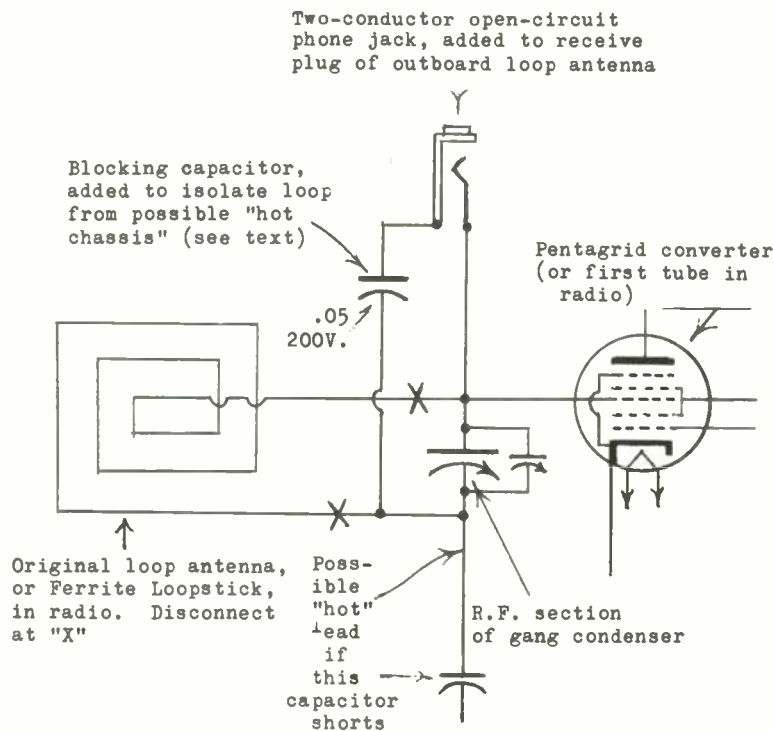 Two-conductor open-circuit
phone jack, added to receive
plug of outboard loop antenna
Blocking capacitor,
added to isolate loop
from possible "hot
chassis" (see text)
.05
200V.
Pentagrid converter
(or first tube in
radio)
X
X
Original loop antenna,
or Ferrite Loopstick,
in radio. Disconnect
at "X"
Poss-
ible
"hot"
lead
if
this
capacitor
shorts
R.F. section
of gang condenser